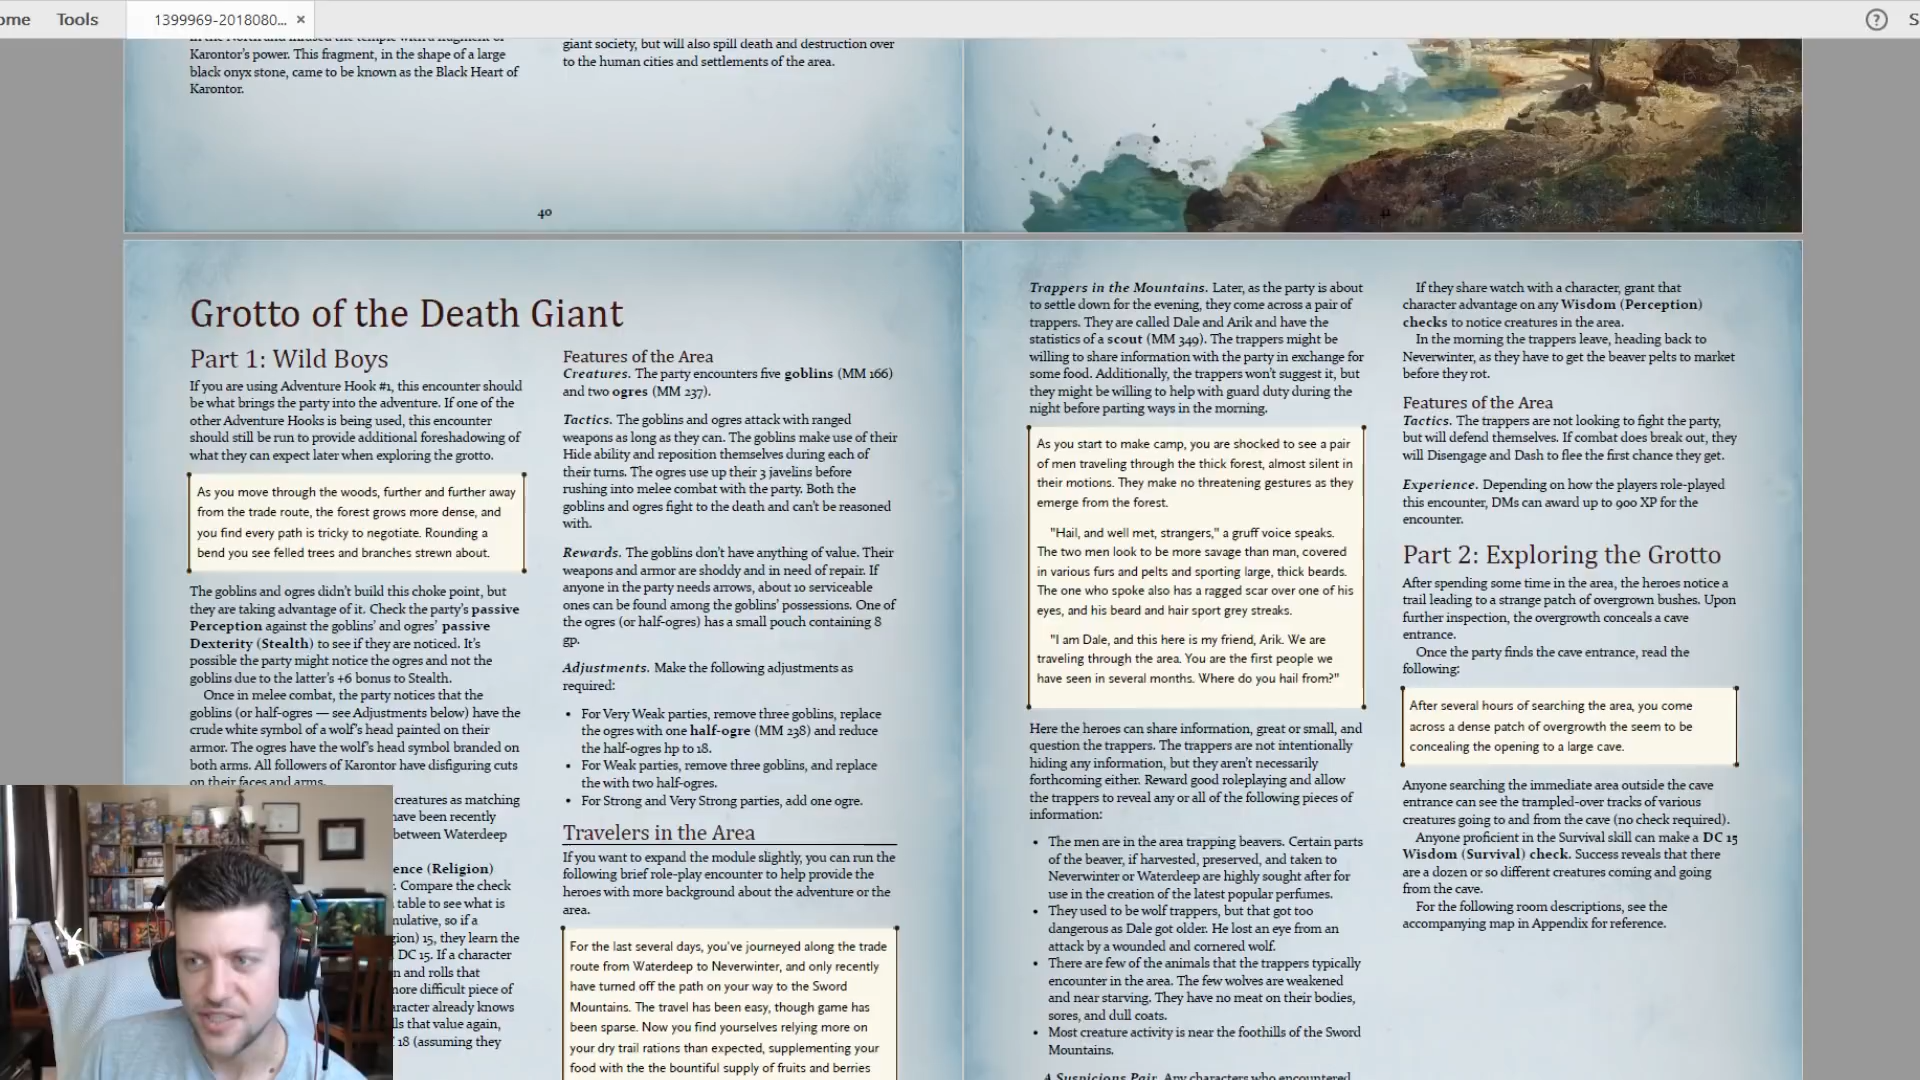 ome Tools 1399969-2018080... × ? S
Karontor's power. This fragment, in the shape of a large
black onyx stone, came to be known as the Black Heart of
Karontor.
giant society, but will also spill death and destruction over
to the human cities and settlements of the area.
40
Grotto of the Death Giant
Part 1: Wild Boys
If you are using Adventure Hook #1, this encounter should
be what brings the party into the adventure. If one of the
other Adventure Hooks is being used, this encounter
should still be run to provide additional foreshadowing of
what they can expect later when exploring the grotto.
As you move through the woods, further and further away
from the trade route, the forest grows more dense, and
you find every path is tricky to negotiate. Rounding a
bend you see felled trees and branches strewn about.
The goblins and ogres didn't build this choke point, but
they are taking advantage of it. Check the party's passive
Perception against the goblins' and ogres' passive
Dexterity (Stealth) to see if they are noticed. It's
possible the party might notice the ogres and not the
goblins due to the latter's +6 bonus to Stealth.
Once in melee combat, the party notices that the
goblins (or half-ogres — see Adjustments below) have the
crude white symbol of a wolf's head painted on their
armor. The ogres have the wolf's head symbol branded on
both arms. All followers of Karontor have disfiguring cuts
on their faces and arms.
creatures as matching
have been recently
between Waterdeep
ence (Religion)
. Compare the check
table to see what is
mulative, so if a
gion) 15, they learn the
DC 15. If a character
n and rolls that
more difficult piece of
aracter already knows
lls that value again,
f 18 (assuming they
Features of the Area
Creatures. The party encounters five goblins (MM 166)
and two ogres (MM 237).
Tactics. The goblins and ogres attack with ranged
weapons as long as they can. The goblins make use of their
Hide ability and reposition themselves during each of
their turns. The ogres use up their 3 javelins before
rushing into melee combat with the party. Both the
goblins and ogres fight to the death and can't be reasoned
with.
Rewards. The goblins don't have anything of value. Their
weapons and armor are shoddy and in need of repair. If
anyone in the party needs arrows, about 10 serviceable
ones can be found among the goblins' possessions. One of
the ogres (or half-ogres) has a small pouch containing 8
gp.
Adjustments. Make the following adjustments as
required:
• For Very Weak parties, remove three goblins, replace
the ogres with one half-ogre (MM 238) and reduce
the half-ogres hp to 18.
• For Weak parties, remove three goblins, and replace
the with two half-ogres.
• For Strong and Very Strong parties, add one ogre.
Travelers in the Area
If you want to expand the module slightly, you can run the
following brief role-play encounter to help provide the
heroes with more background about the adventure or the
area.
For the last several days, you've journeyed along the trade
route from Waterdeep to Neverwinter, and only recently
have turned off the path on your way to the Sword
Mountains. The travel has been easy, though game has
been sparse. Now you find yourselves relying more on
your dry trail rations than expected, supplementing your
food with the the bountiful supply of fruits and berries
Trappers in the Mountains. Later, as the party is about
to settle down for the evening, they come across a pair of
trappers. They are called Dale and Arik and have the
statistics of a scout (MM 349). The trappers might be
willing to share information with the party in exchange for
some food. Additionally, the trappers won't suggest it, but
they might be willing to help with guard duty during the
night before parting ways in the morning.
As you start to make camp, you are shocked to see a pair
of men traveling through the thick forest, almost silent in
their motions. They make no threatening gestures as they
emerge from the forest.
"Hail, and well met, strangers," a gruff voice speaks.
The two men look to be more savage than man, covered
in various furs and pelts and sporting large, thick beards.
The one who spoke also has a ragged scar over one of his
eyes, and his beard and hair sport grey streaks.
"I am Dale, and this here is my friend, Arik. We are
traveling through the area. You are the first people we
have seen in several months. Where do you hail from?"
Here the heroes can share information, great or small, and
question the trappers. The trappers are not intentionally
hiding any information, but they aren't necessarily
forthcoming either. Reward good roleplaying and allow
the trappers to reveal any or all of the following pieces of
information:
• The men are in the area trapping beavers. Certain parts
of the beaver, if harvested, preserved, and taken to
Neverwinter or Waterdeep are highly sought after for
use in the creation of the latest popular perfumes.
• They used to be wolf trappers, but that got too
dangerous as Dale got older. He lost an eye from an
attack by a wounded and cornered wolf.
• There are few of the animals that the trappers typically
encounter in the area. The few wolves are weakened
and near starving. They have no meat on their bodies,
sores, and dull coats.
• Most creature activity is near the foothills of the Sword
Mountains.
A Suspicious Pair. Any characters who encountered
If they share watch with a character, grant that
character advantage on any Wisdom (Perception)
checks to notice creatures in the area.
In the morning the trappers leave, heading back to
Neverwinter, as they have to get the beaver pelts to market
before they rot.
Features of the Area
Tactics. The trappers are not looking to fight the party,
but will defend themselves. If combat does break out, they
will Disengage and Dash to flee the first chance they get.
Experience. Depending on how the players role-played
this encounter, DMs can award up to 900 XP for the
encounter.
Part 2: Exploring the Grotto
After spending some time in the area, the heroes notice a
trail leading to a strange patch of overgrown bushes. Upon
further inspection, the overgrowth conceals a cave
entrance.
Once the party finds the cave entrance, read the
following:
After several hours of searching the area, you come
across a dense patch of overgrowth the seem to be
concealing the opening to a large cave.
Anyone searching the immediate area outside the cave
entrance can see the trampled-over tracks of various
creatures going to and from the cave (no check required).
Anyone proficient in the Survival skill can make a DC 15
Wisdom (Survival) check. Success reveals that there
are a dozen or so different creatures coming and going
from the cave.
For the following room descriptions, see the
accompanying map in Appendix for reference.